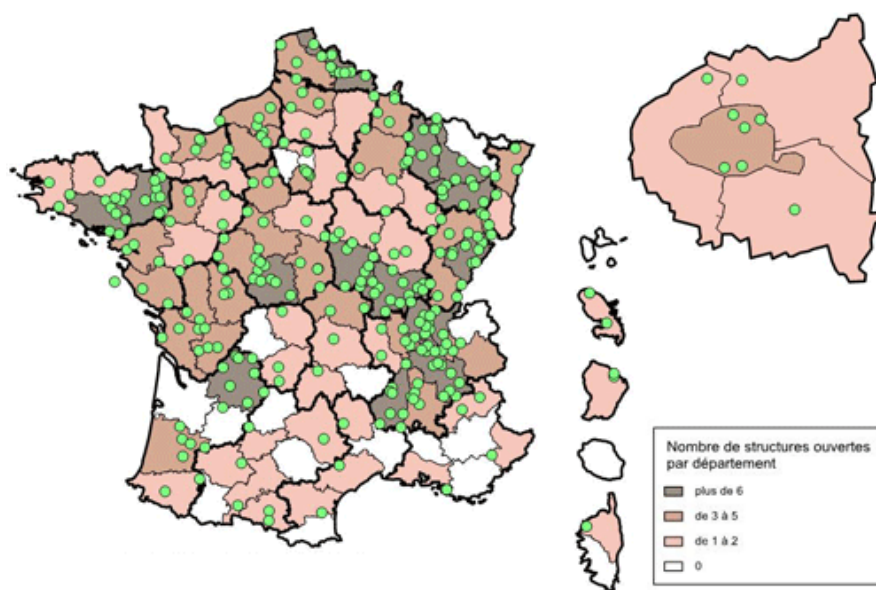 Nombre de structures ouvertes
par département
plus de 6
de 3 à 5
de 1 à 2
0